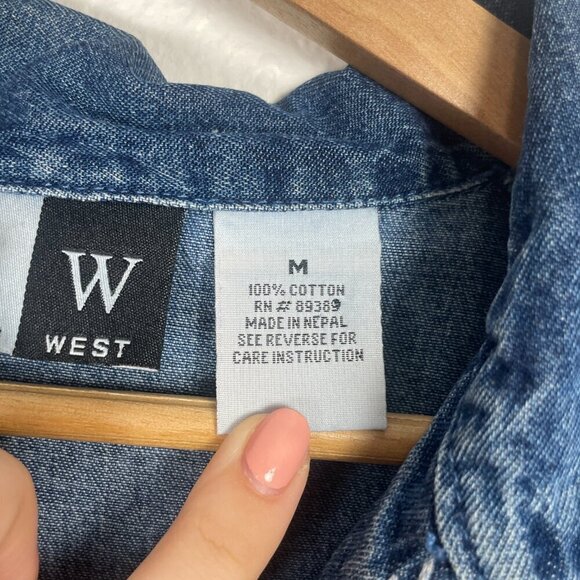 W
WEST
M
100% COTTON
RN # 89389
MADE IN NEPAL
SEE REVERSE FOR
CARE INSTRUCTION